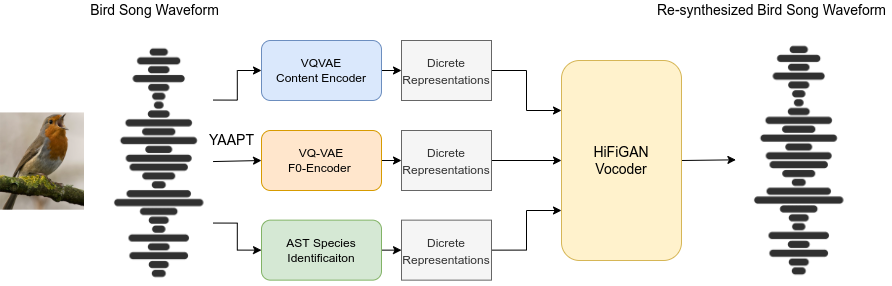 Bird Song Waveform
Re-synthesized Bird Song Waveform
VQVAE
Content Encoder
Dicrete
Representations
YAAPT
VQ-VAE
F0-Encoder
Dicrete
Representations
HiFiGAN
Vocoder
AST Species
Identificaiton
Dicrete
Representations